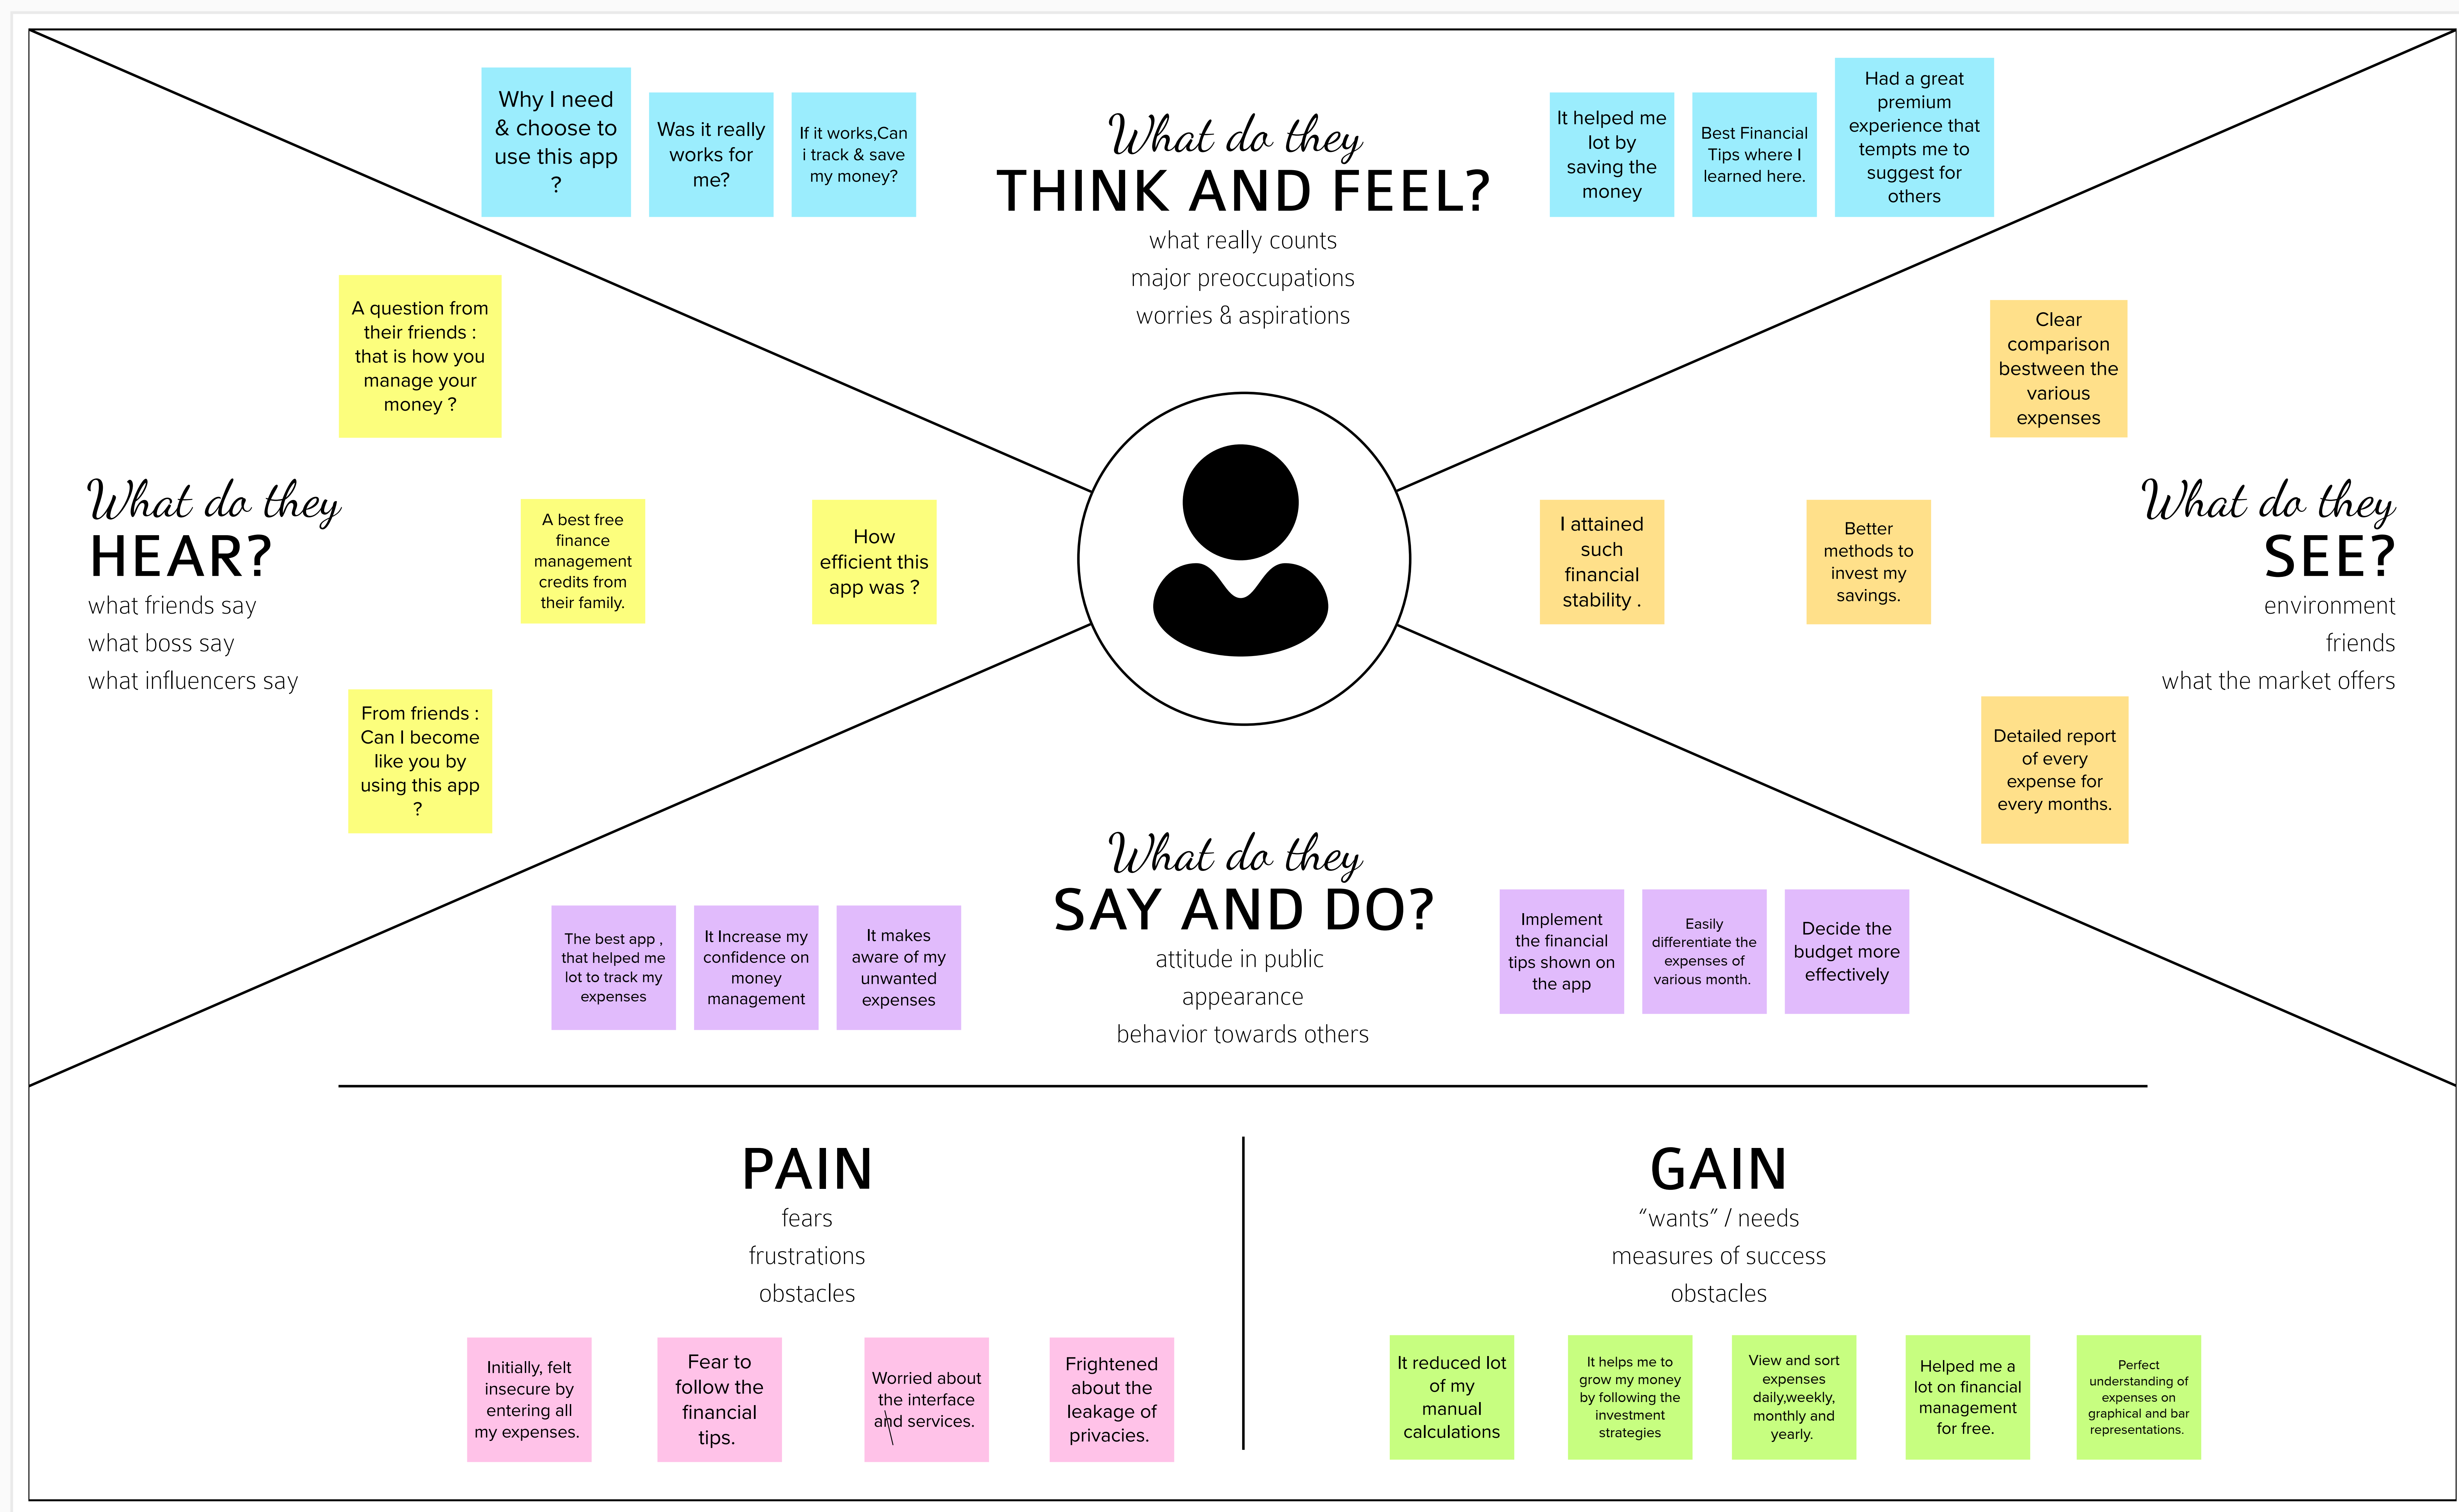 Why I need
& choose to
use this app
?
Was it really
works for
me?
If it works,Can
i track & save
my money?
What do they
THINK AND FEEL?
what really counts
major preoccupations
worries & aspirations
It helped me
lot by
saving the
money
Best Financial
Tips where I
learned here.
Had a great
premium
experience that
tempts me to
suggest for
others
A question from
their friends :
that is how you
manage your
money ?
What do they
HEAR?
what friends say
what boss say
what influencers say
A best free
finance
management
credits from
their family.
How
efficient this
app was ?
From friends :
Can I become
like you by
using this app
?
Clear
comparison
bestween the
various
expenses
I attained
such
financial
stability .
Better
methods to
invest my
savings.
What do they
SEE?
environment
friends
what the market offers
Detailed report
of every
expense for
every months.
What do they
SAY AND DO?
attitude in public
appearance
behavior towards others
The best app ,
that helped me
lot to track my
expenses
It Increase my
confidence on
money
management
It makes
aware of my
unwanted
expenses
Implement
the financial
tips shown on
the app
Easily
differentiate the
expenses of
various month.
Decide the
budget more
effectively
PAIN
fears
frustrations
obstacles
Initially, felt
insecure by
entering all
my expenses.
Fear to
follow the
financial
tips.
Worried about
the interface
and services.
Frightened
about the
leakage of
privacies.
GAIN
“wants” / needs
measures of success
obstacles
It reduced lot
of my
manual
calculations
It helps me to
grow my money
by following the
investment
strategies
View and sort
expenses
daily,weekly,
monthly and
yearly.
Helped me a
lot on financial
management
for free.
Perfect
understanding of
expenses on
graphical and bar
representations.